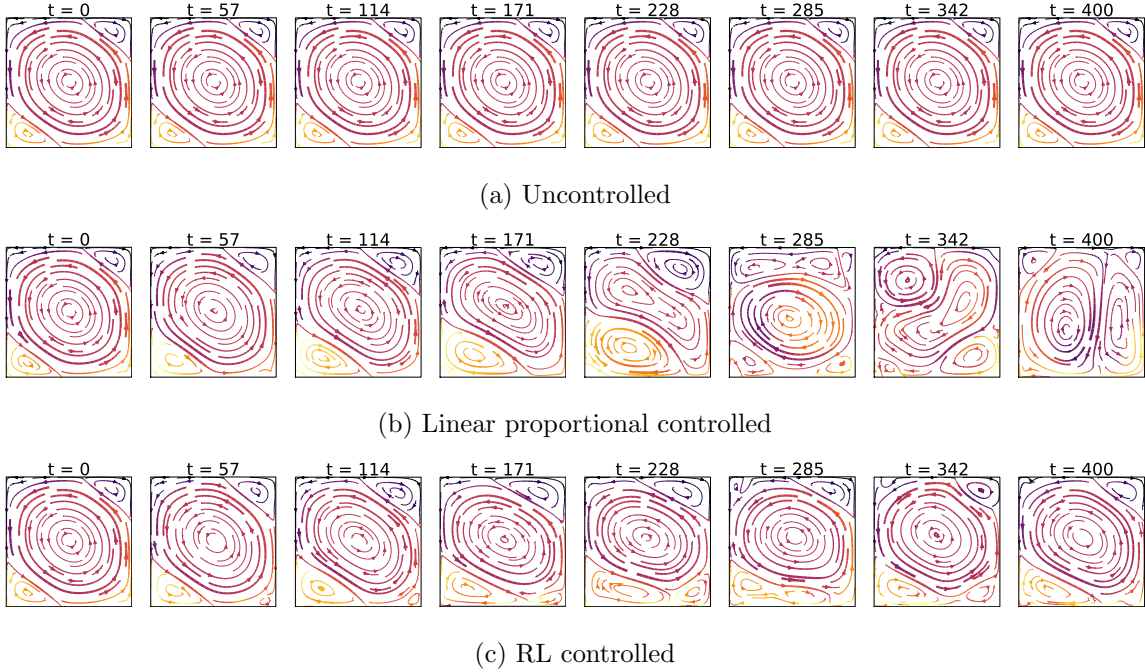 t = 0 t = 57 t = 114 t = 171 t = 228 t = 285 t = 342 t = 400
(a) Uncontrolled
t = 0 t = 57 t = 114 t = 171 t = 228 t = 285 t = 342 t = 400
(b) Linear proportional controlled
t = 0 t = 57 t = 114 t = 171 t = 228 t = 285 t = 342 t = 400
(c) RL controlled